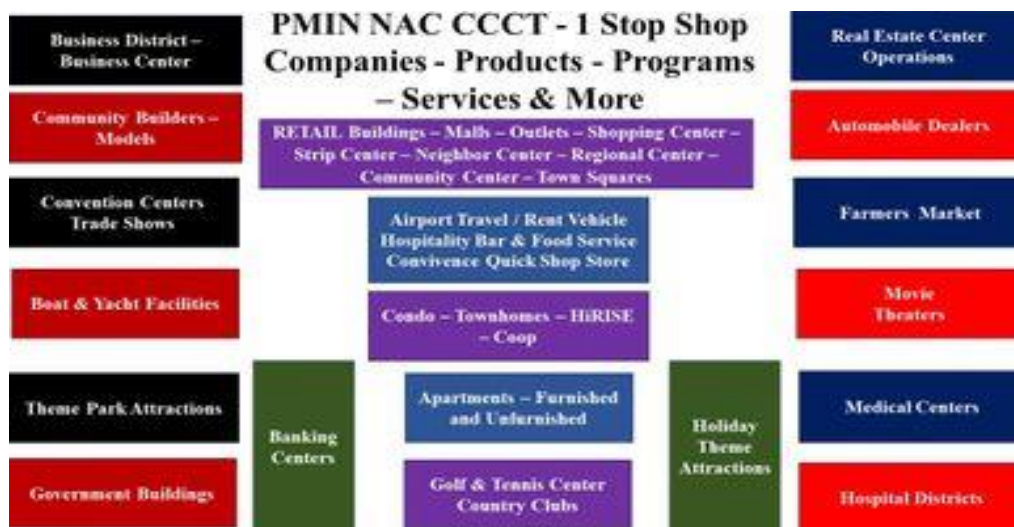 PMIN NAC CCCT - 1 Stop Shop
Companies - Products - Programs
– Services & More
Business District –
Business Center
Community Builders –
Models
Convention Centers
Trade Shows
Boat & Yacht Facilities
Theme Park Attractions
Government Buildings
RETAIL Buildings – Malls – Outlets – Shopping Center –
Strip Center – Neighbor Center – Regional Center –
Community Center – Town Squares
Airport Travel / Rent Vehicle
Hospitality Bar & Food Service
Convivence Quick Shop Store
Condo – Townhomes – HiRISE
– Coop
Banking
Centers
Apartments – Furnished
and Unfurnished
Golf & Tennis Center
Country Clubs
Holiday
Theme
Attractions
Real Estate Center
Operations
Automobile Dealers
Farmers Market
Movie
Theaters
Medical Centers
Hospital Districts